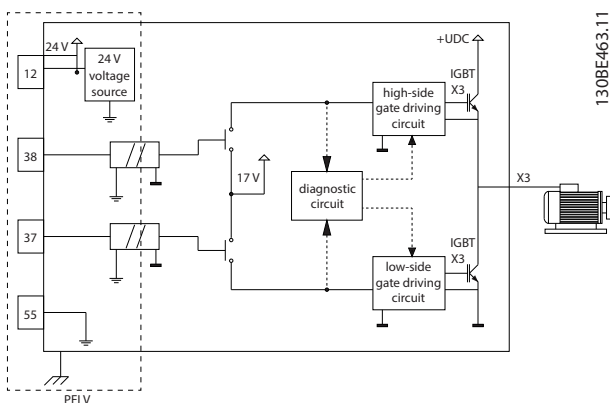 130BE463.11
24 V
12
24 V
voltage
source
38
37
55
PELV
17 V
diagnostic
circuit
high-side
gate driving
circuit
low-side
gate driving
circuit
+UDC
IGBT
X3
IGBT
X3
X3